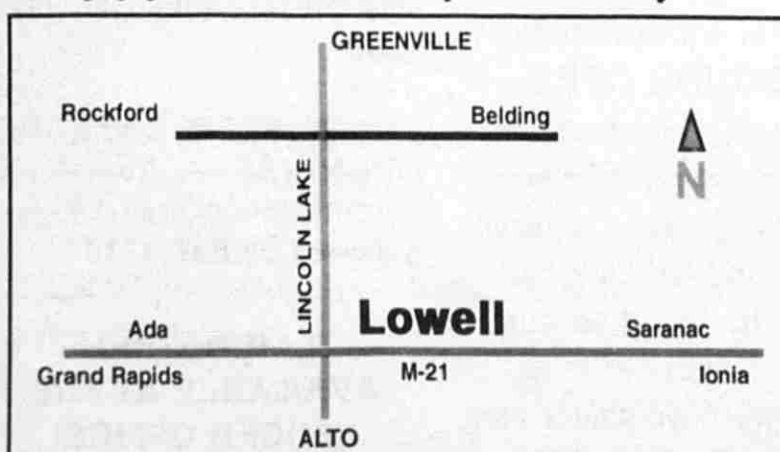 GREENVILLE
Rockford
Belding
N
LINCOLN LAKE
Lowell
Ada
Saranac
Grand Rapids
M-21
Ionia
ALTO